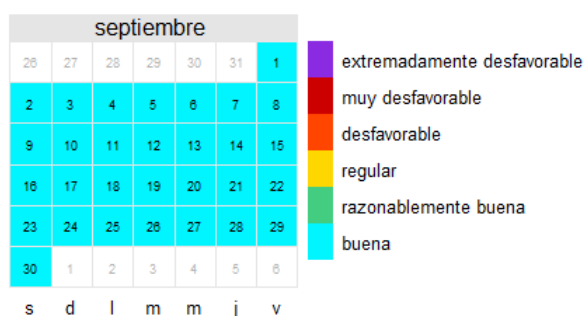 septiembre
26 27 28 29 30 31 1
2 3 4 5 6 7 8
9 10 11 12 13 14 15
16 17 18 19 20 21 22
23 24 25 26 27 28 29
30 1 2 3 4 5 6
s d l m m j v
extremadamente desfavorable
muy desfavorable
desfavorable
regular
razonablemente buena
buena